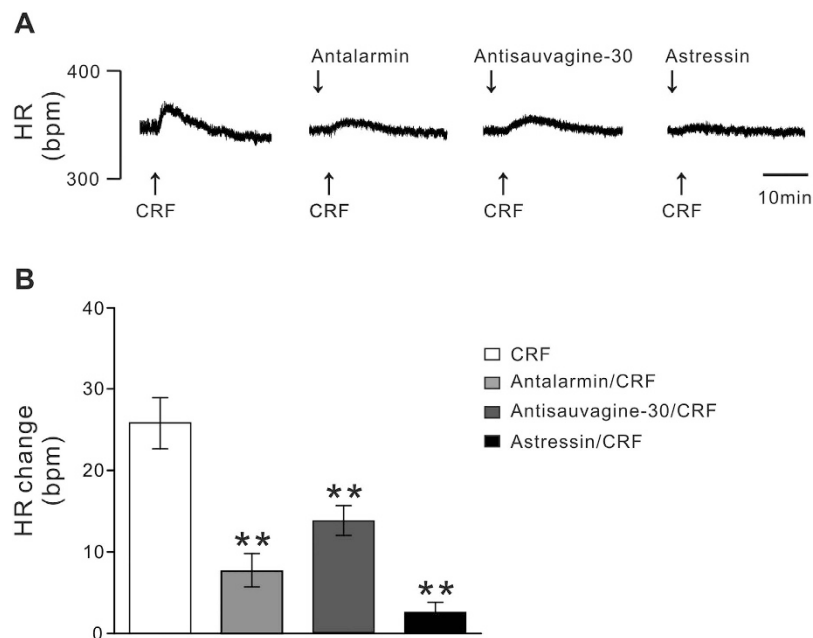 A
Antalarmin Antisauvagine-30 Astressin
400
HR
(bpm)
300
CRF CRF CRF CRF
10min
B
40
30
20
10
0
HR change
(bpm)
CRF
Antalarmin/CRF
Antisauvagine-30/CRF
Astressin/CRF
** ** **